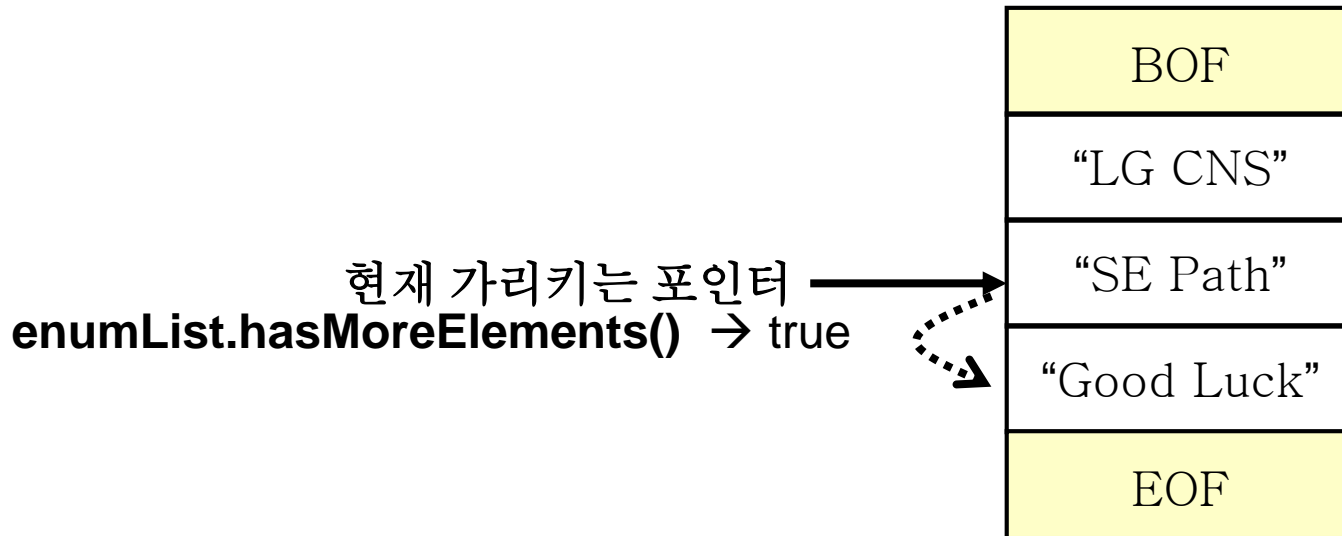 BOF
“LG CNS”
현재 가리키는 포인터
“SE Path”
enumList.hasMoreElements() → true
“Good Luck”
EOF